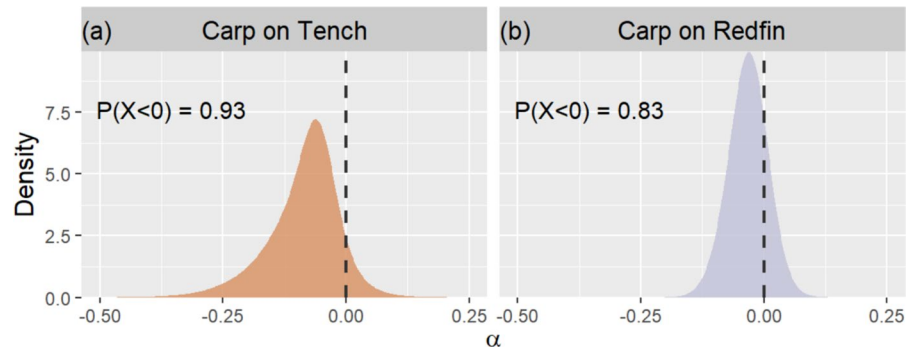 (a) Carp on Tench
(b) Carp on Redfin
Density
7.5
5.0
2.5
0.0
P(X<0) = 0.93
P(X<0) = 0.83
-0.50 -0.25 0.00 0.25
-0.50 -0.25 0.00 0.25
α